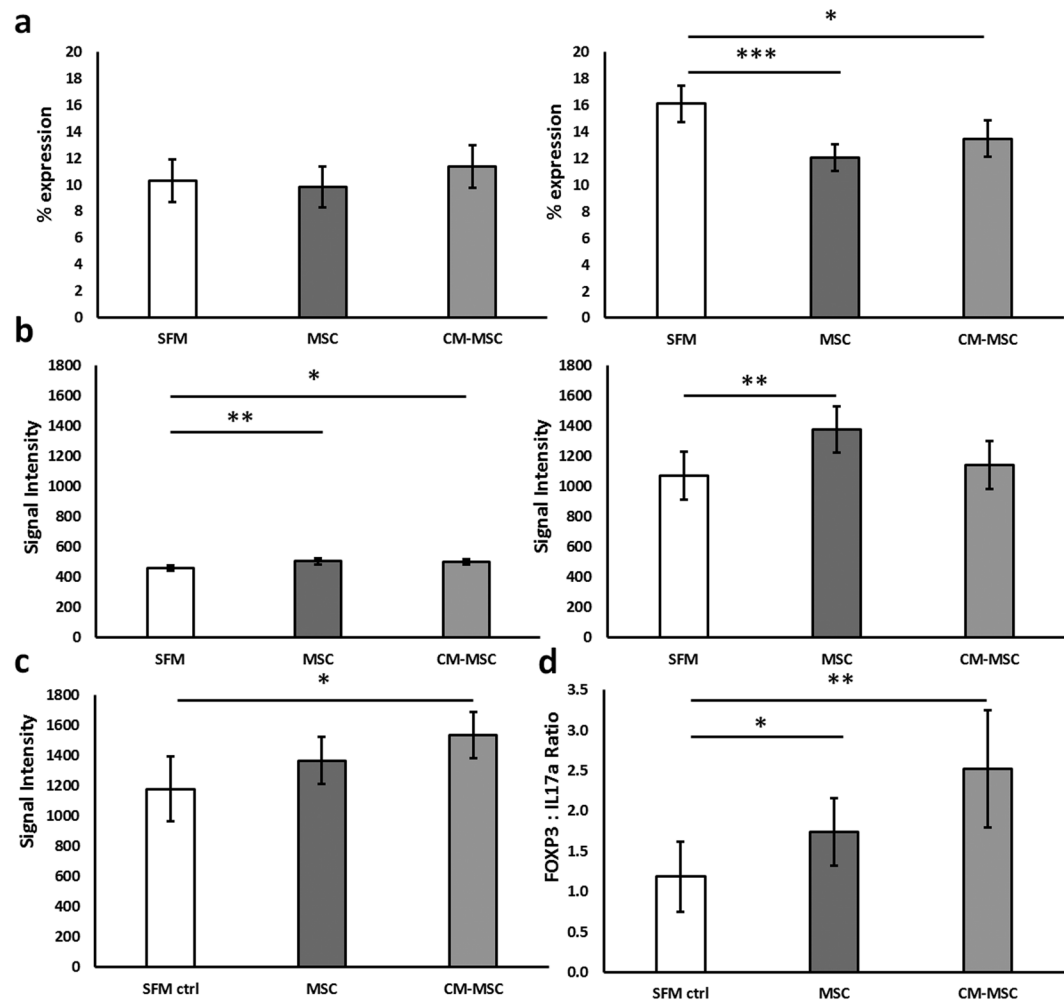 a
% expression
20
18
16
14
12
10
8
6
4
2
0
SFM
MSC
CM-MSC
*
***
% expression
20
18
16
14
12
10
8
6
4
2
0
SFM
MSC
CM-MSC
b
*
**
Signal Intensity
1800
1600
1400
1200
1000
800
600
400
200
0
SFM
MSC
CM-MSC
**
Signal Intensity
1800
1600
1400
1200
1000
800
600
400
200
0
SFM
MSC
CM-MSC
c
*
Signal Intensity
1800
1600
1400
1200
1000
800
600
400
200
0
SFM ctrl
MSC
CM-MSC
d
**
*
FOXP3 : IL17a Ratio
3.5
3.0
2.5
2.0
1.5
1.0
0.5
0.0
SFM ctrl
MSC
CM-MSC